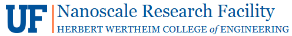 UF Nanoscale Research Facility
HERBERT WERTHEIM COLLEGE of ENGINEERING